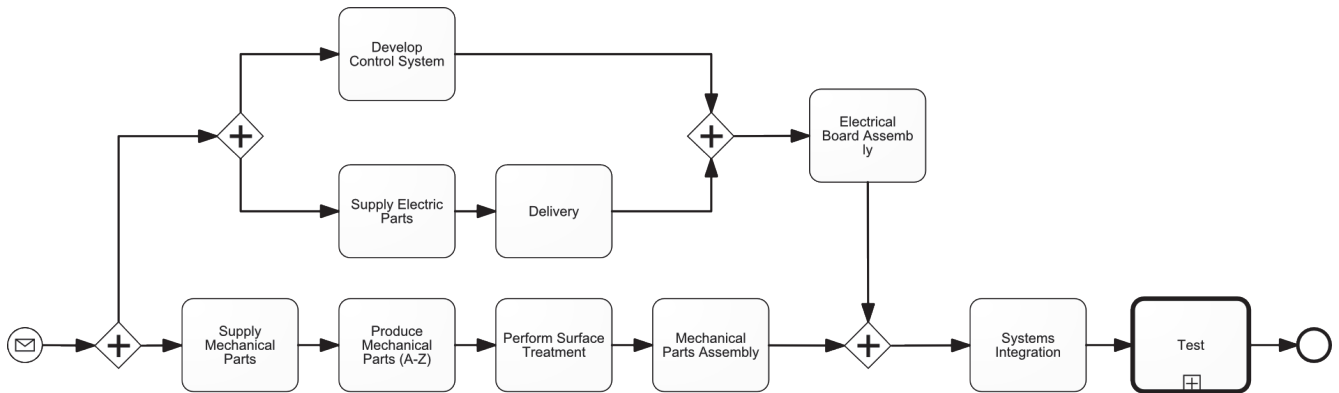 Develop
Control System
Electrical
Board Assemb
ly
Supply Electric
Parts
Delivery
Supply
Mechanical
Parts
Produce
Mechanical
Parts (A-Z)
Perform Surface
Treatment
Mechanical
Parts Assembly
Systems
Integration
Test